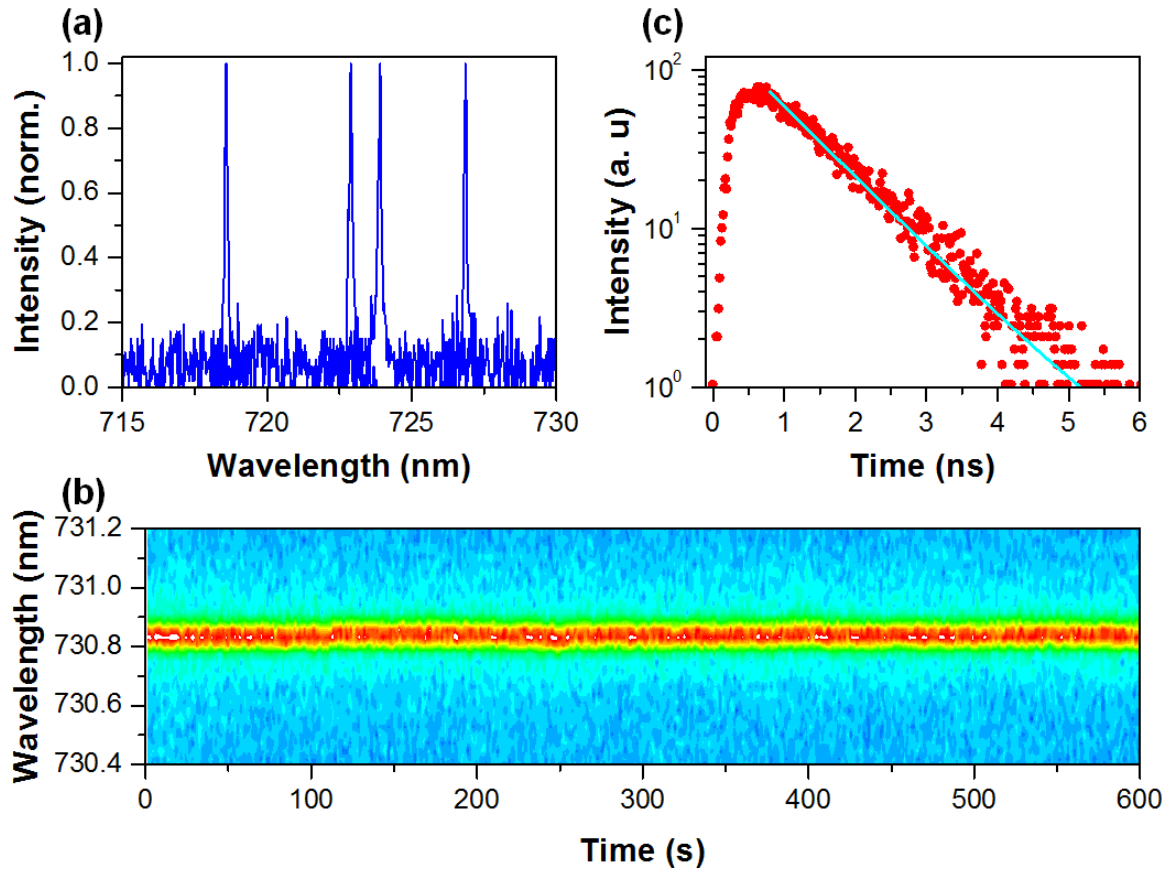 (a)
Intensity (norm.)
1.0
0.8
0.6
0.4
0.2
0.0
715 720 725 730
Wavelength (nm)
(c)
Intensity (a. u)
10²
10¹
10⁰
0 1 2 3 4 5 6
Time (ns)
(b)
Wavelength (nm)
731.2
731.0
730.8
730.6
730.4
0 100 200 300 400 500 600
Time (s)